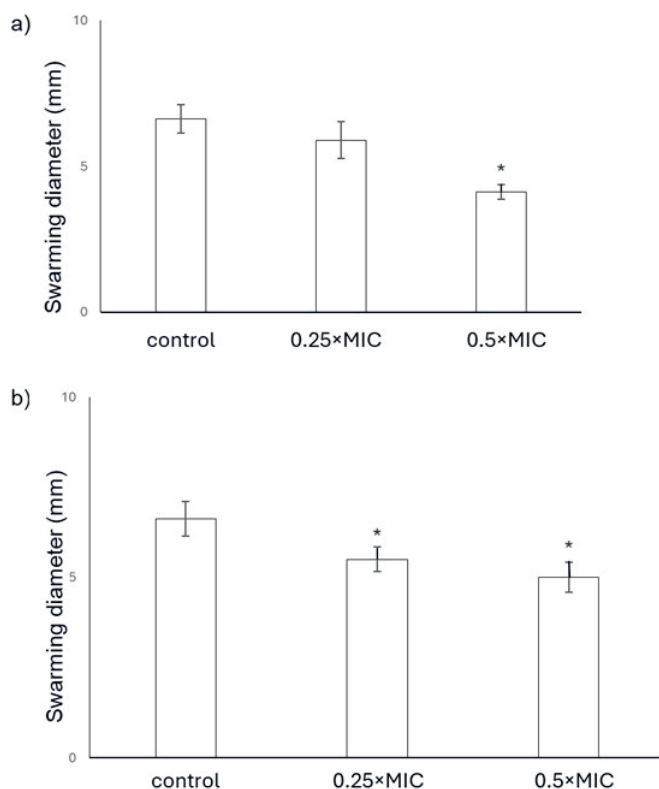 a)
Swarming diameter (mm)
10
5
0
*
control 0.25×MIC 0.5×MIC
b)
Swarming diameter (mm)
10
5
0
* *
control 0.25×MIC 0.5×MIC